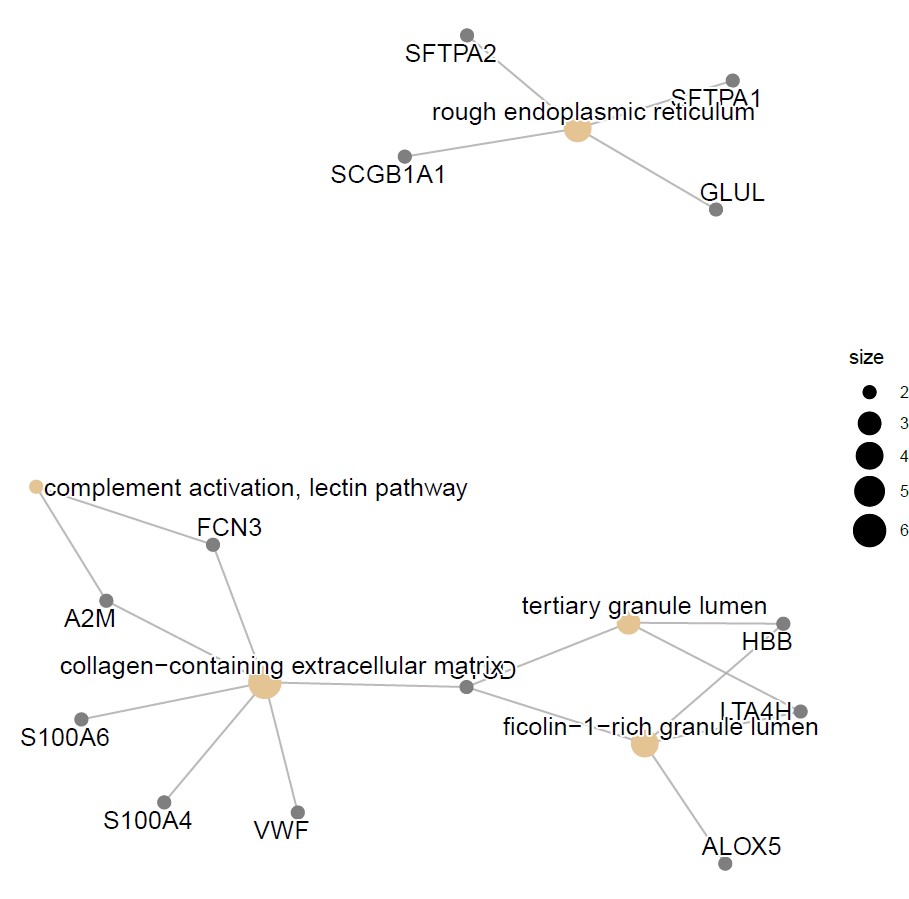 SFTPA2
SFTPA1
rough endoplasmic reticulum
SCGB1A1
GLUL
size
2
3
4
5
6
complement activation, lectin pathway
FCN3
A2M
tertiary granule lumen
HBB
collagen−containing extracellular matrix
S100A6
LTA4H
ficolin−1−rich granule lumen
S100A4
VWF
ALOX5